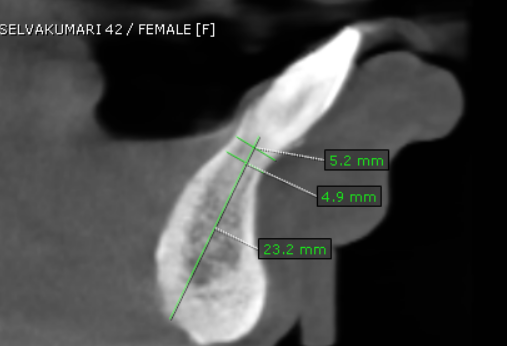 SELVAKUMARI 42 / FEMALE [F]
5.2 mm
4.9 mm
23.2 mm